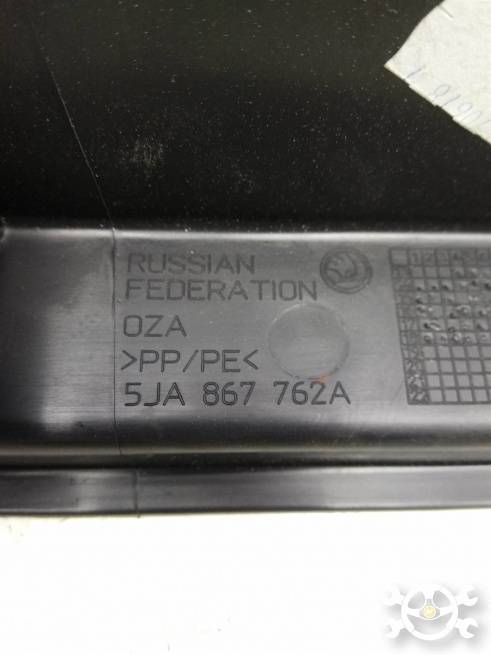 RUSSIAN
FEDERATION
OZA
>PP/PE<
5JA 867 762A